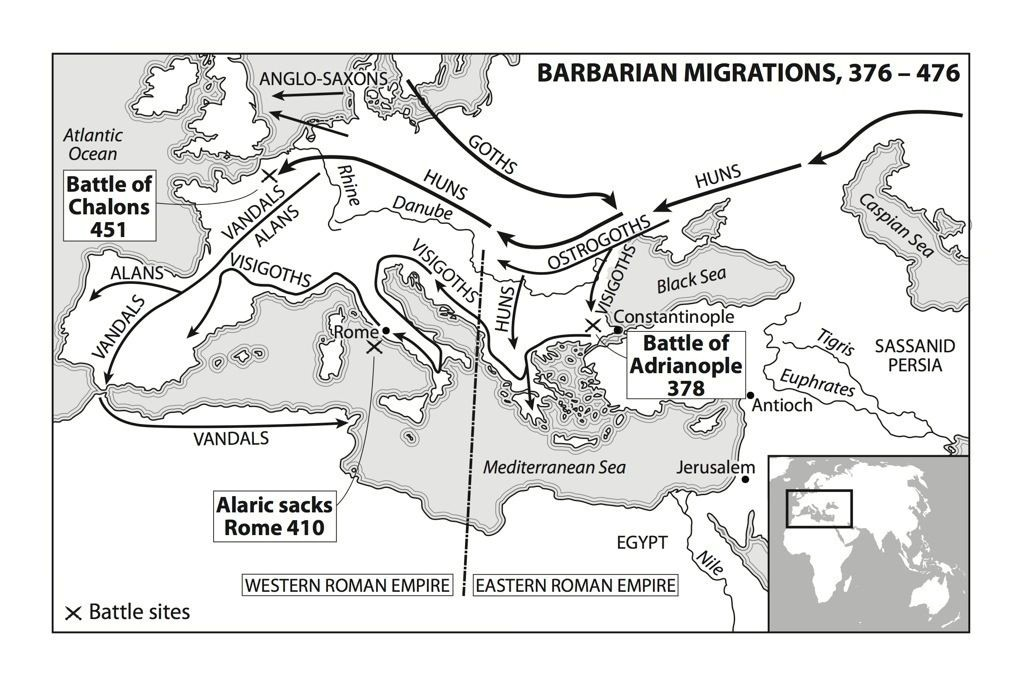 BARBARIAN MIGRATIONS, 376 – 476
ANGLO-SAXONS
Atlantic
Ocean
GOTHS
HUNS
Battle of
Chalons
451
Rhine
HUNS
Danube
VANDALS
ALANS
Caspian Sea
OSTROGOTHS
ALANS
VISIGOTHS
VISIGOTHS
VISIGOTHS
Black Sea
HUNS
VANDALS
Rome
Constantinople
Battle of
Adrianople
378
Tigris
SASSANID
PERSIA
Euphrates
Antioch
VANDALS
Mediterranean Sea
Jerusalem
Alaric sacks
Rome 410
EGYPT
Nile
WESTERN ROMAN EMPIRE
EASTERN ROMAN EMPIRE
Battle sites